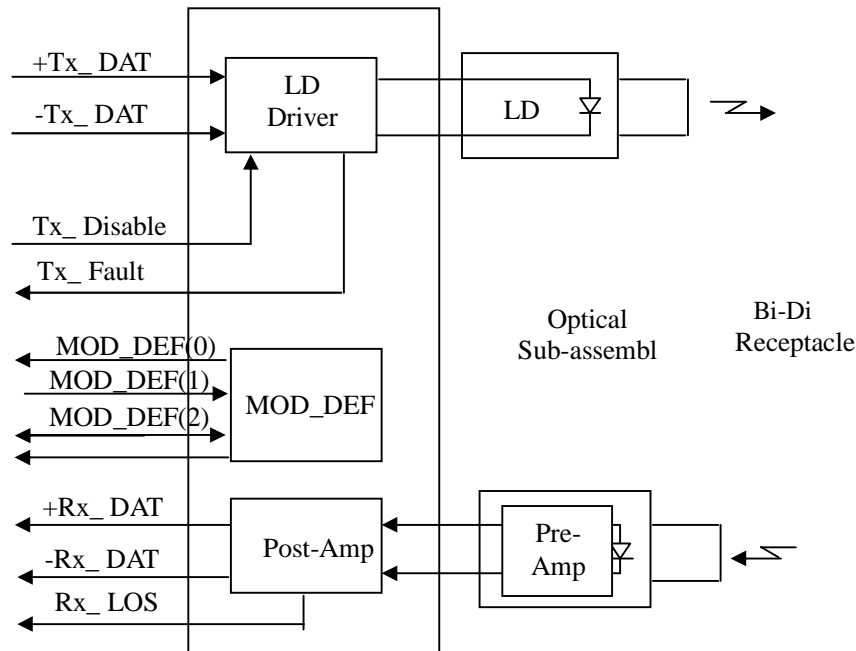 +Tx_ DAT
-Tx_ DAT
LD
Driver
LD
Tx_ Disable
Tx_ Fault
Optical
Sub-assembl
Bi-Di
Receptacle
MOD_DEF(0)
MOD_DEF(1)
MOD_DEF(2)
MOD_DEF
+Rx_ DAT
-Rx_ DAT
Rx_ LOS
Post-Amp
Pre-
Amp